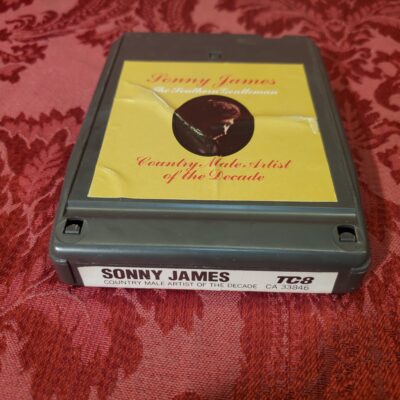 Sonny James
The Southern Gentleman
Country Male Artist
of the Decade
SONNY JAMES TC8
COUNTRY MALE ARTIST OF THE DECADE CA 33846